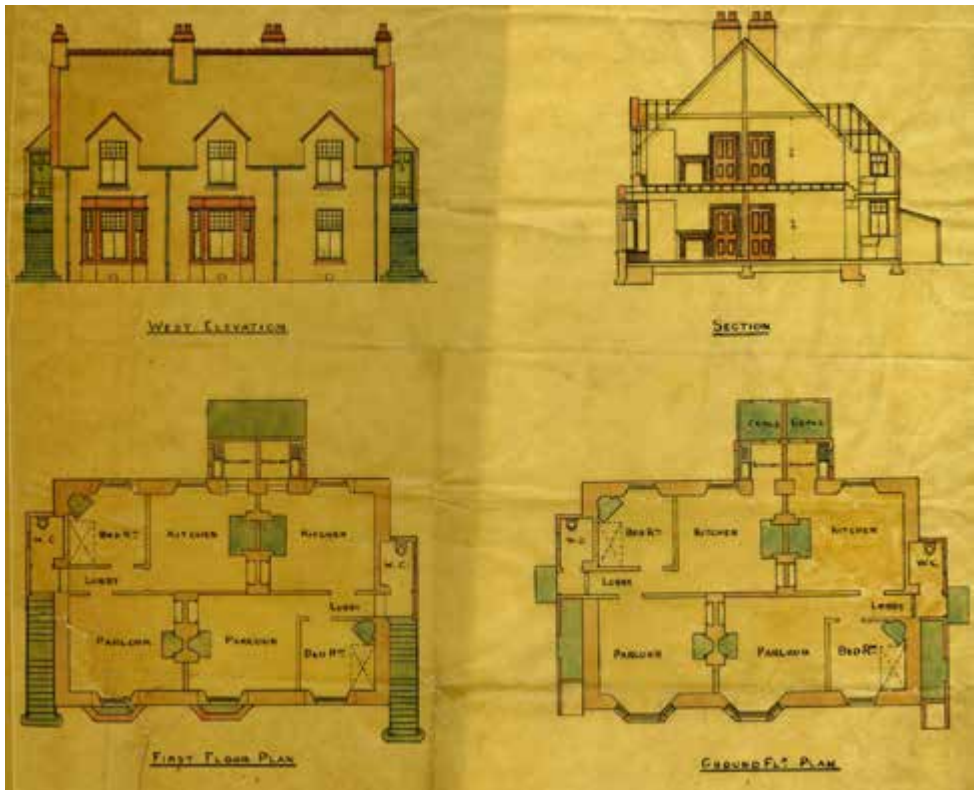 WEST ELEVATION
SECTION
COALS COALS
W.C. BED RM KITCHEN KITCHEN
W.C.
LOBBY
LOBBY
PARLOUR PARLOUR
BED RM
FIRST FLOOR PLAN
W.C. BED RM KITCHEN KITCHEN
W.C.
LOBBY
LOBBY
PARLOUR PARLOUR BED RM
GROUND FLR PLAN